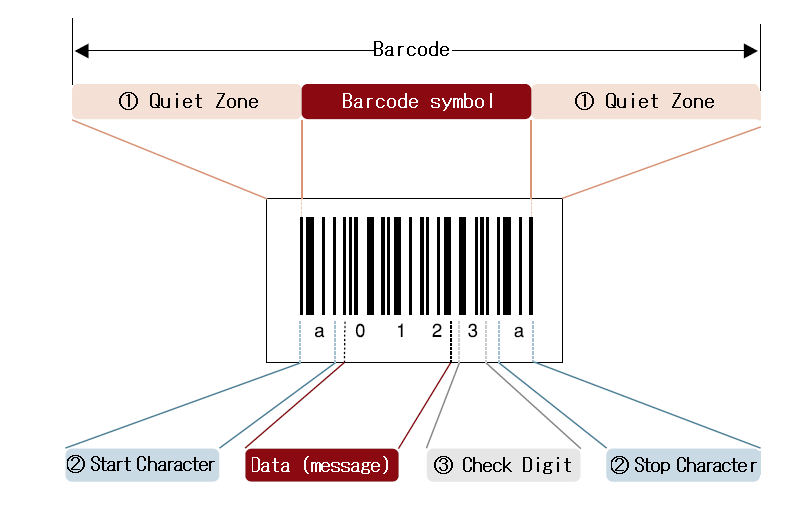 Barcode
① Quiet Zone Barcode symbol ① Quiet Zone
a 0 1 2 3 a
② Start Character Data (message) ③ Check Digit ② Stop Character